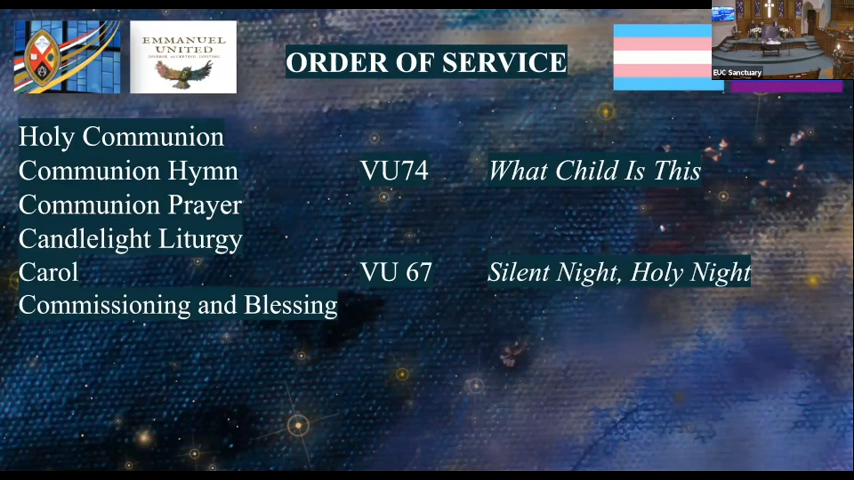 EMMANUEL
UNITED
ORDER OF SERVICE
EUC Sanctuary
Holy Communion
Communion Hymn VU74 What Child Is This
Communion Prayer
Candlelight Liturgy
Carol VU 67 Silent Night, Holy Night
Commissioning and Blessing